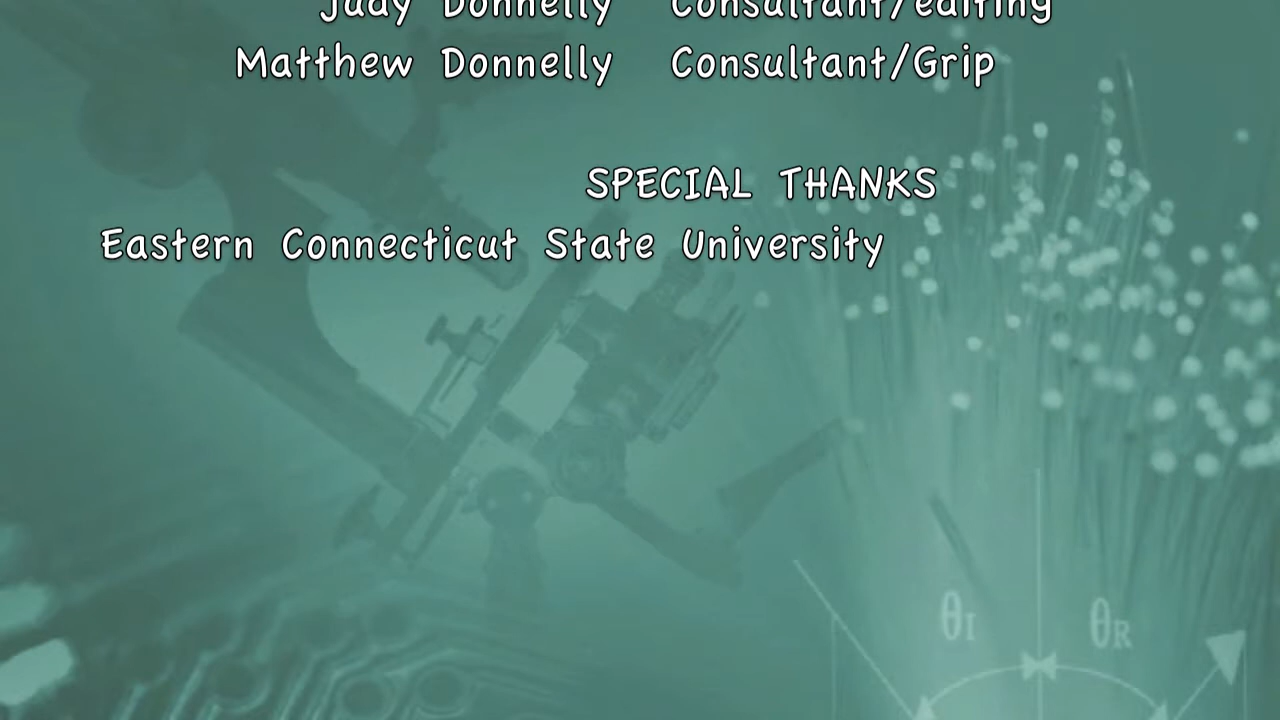 Judy Donnelly Consultant/editing
Matthew Donnelly Consultant/Grip
SPECIAL THANKS
Eastern Connecticut State University
θI θR